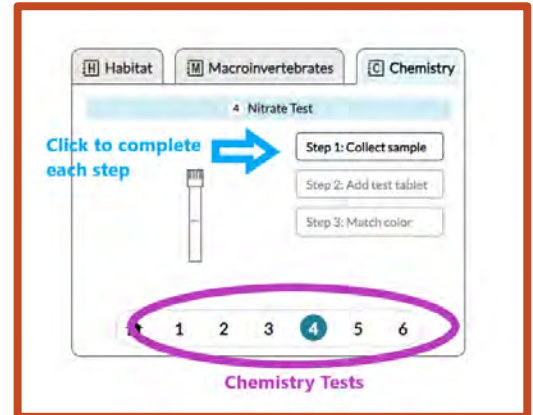 H Habitat
M Macroinvertebrates
C Chemistry
4 Nitrate Test
Click to complete
each step
Step 1: Collect sample
Step 2: Add test tablet
Step 3: Match color
1 2 3 4 5 6
Chemistry Tests